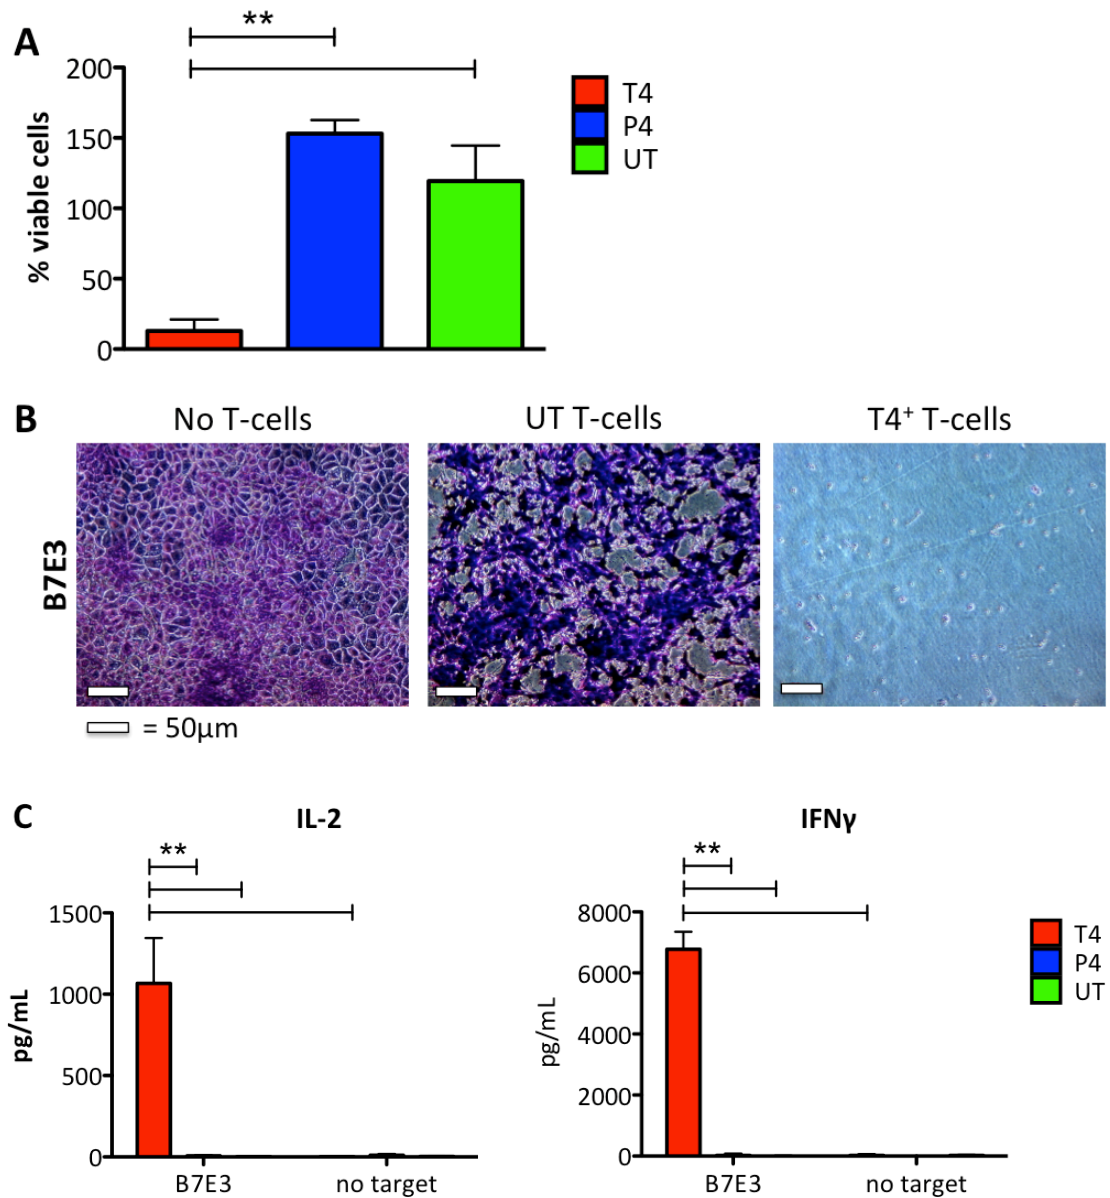 A
**
200
150
100
50
0
% viable cells
T4
P4
UT
B
No T-cells
UT T-cells
T4⁺ T-cells
B7E3
= 50µm
C
IL-2
**
1500
1000
500
0
pg/mL
B7E3
no target
IFNγ
**
8000
6000
4000
2000
0
pg/mL
B7E3
no target
T4
P4
UT